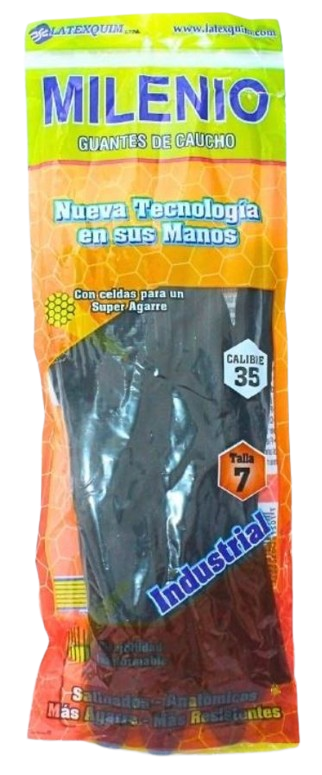 LATEXQUIM LTDA.
www.latexquim.com
MILENIO
GUANTES DE CAUCHO
Nueva Tecnología
en sus Manos
Con celdas para un
Super Agarre
CALIBRE
35
Talla
7
Industrial
Satinados - Anatómicos
Más Agarre - Más Resistentes